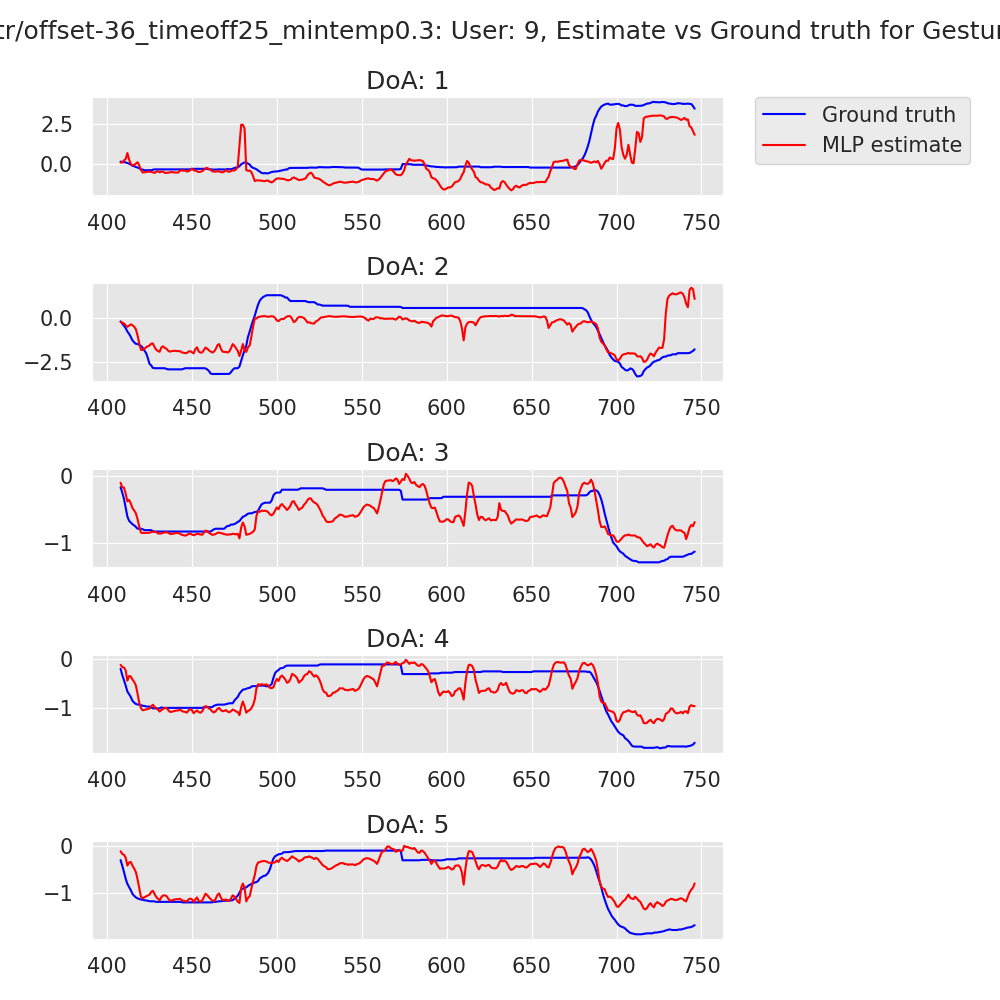 tr/offset-36_timeoff25_mintemp0.3: User: 9, Estimate vs Ground truth for
DoA: 1
Ground truth
MLP estimate
2.5
0.0
400 450 500 550 600 650 700 750
DoA: 2
0.0
−2.5
400 450 500 550 600 650 700 750
DoA: 3
0
−1
400 450 500 550 600 650 700 750
DoA: 4
0
−1
400 450 500 550 600 650 700 750
DoA: 5
0
−1
400 450 500 550 600 650 700 750